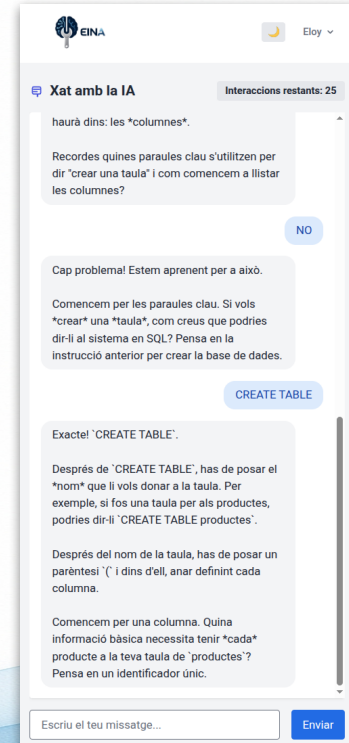 EINA
Eloy
Xat amb la IA
Interaccions restants: 25
haurà dins: les *columnes*.
Recordes quines paraules clau s'utilitzen per
dir "crear una taula" i com comencem a llistar
les columnes?
NO
Cap problema! Estem aprenent per a això.
Comencem per les paraules clau. Si vols
*crear* una *taula*, com creus que podries
dir-li al sistema en SQL? Pensa en la
instrucció anterior per crear la base de dades.
CREATE TABLE
Exacte! `CREATE TABLE`.
Després de `CREATE TABLE`, has de posar el
*nom* que li vols donar a la taula. Per
exemple, si fos una taula per als productes,
podries dir-li `CREATE TABLE productes`.
Després del nom de la taula, has de posar un
parèntesi `(` i dins d'ell, anar definint cada
columna.
Comencem per una columna. Quina
informació bàsica necessita tenir *cada*
producte a la teva taula de `productes`?
Pensa en un identificador únic.
Escriu el teu missatge...
Enviar